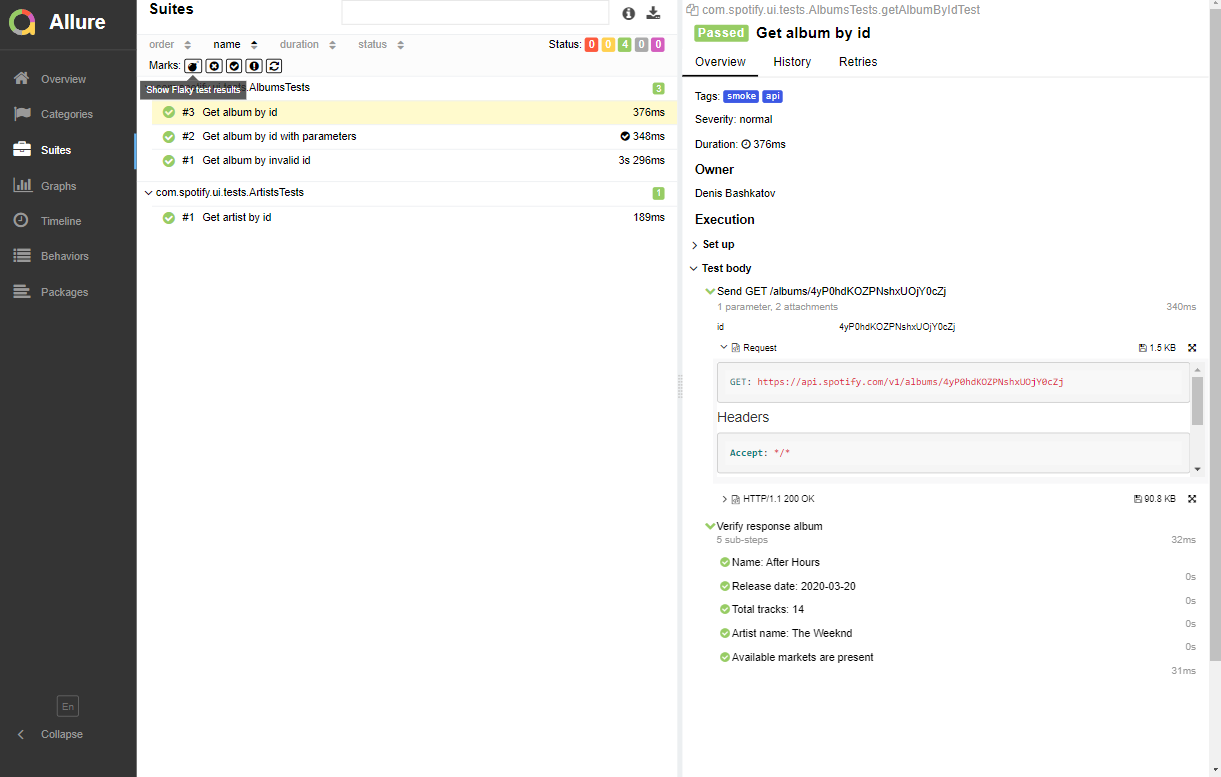 Allure
Overview
Categories
Suites
Graphs
Timeline
Behaviors
Packages
En
Collapse
Suites
order name duration status Status: 0 0 4 0 0
Marks:
Show Flaky test results
.AlbumsTests 3
#3 Get album by id 376ms
#2 Get album by id with parameters 348ms
#1 Get album by invalid id 3s 296ms
com.spotify.ui.tests.ArtistsTests 1
#1 Get artist by id 189ms
com.spotify.ui.tests.AlbumsTests.getAlbumByIdTest
Passed Get album by id
Overview History Retries
Tags: smoke api
Severity: normal
Duration: 376ms
Owner
Denis Bashkatov
Execution
Set up
Test body
Send GET /albums/4yP0hdKOZPNshxUOjY0cZj
1 parameter, 2 attachments 340ms
id 4yP0hdKOZPNshxUOjY0cZj
Request 1.5 KB
GET: https://api.spotify.com/v1/albums/4yP0hdKOZPNshxUOjY0cZj
Headers
Accept: */*
HTTP/1.1 200 OK 90.8 KB
Verify response album
5 sub-steps 32ms
Name: After Hours
0s
Release date: 2020-03-20
0s
Total tracks: 14
0s
Artist name: The Weeknd
0s
Available markets are present
31ms